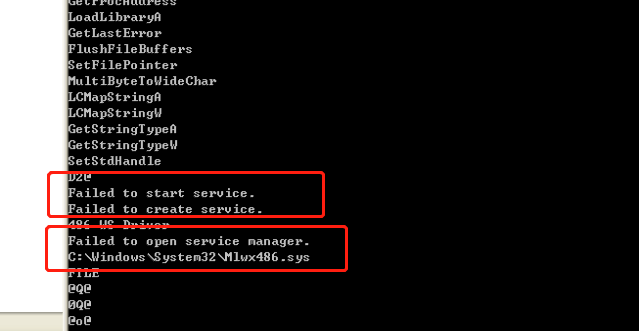 GetProcAddress
LoadLibraryA
GetLastError
FlushFileBuffers
SetFilePointer
MultiByteToWideChar
LCMapStringA
LCMapStringW
GetStringTypeA
GetStringTypeW
SetStdHandle
D2@
Failed to start service.
Failed to create service.
486 WS Driver
Failed to open service manager.
C:\Windows\System32\Mlwx486.sys
FILE
@Q@
0Q@
@o@